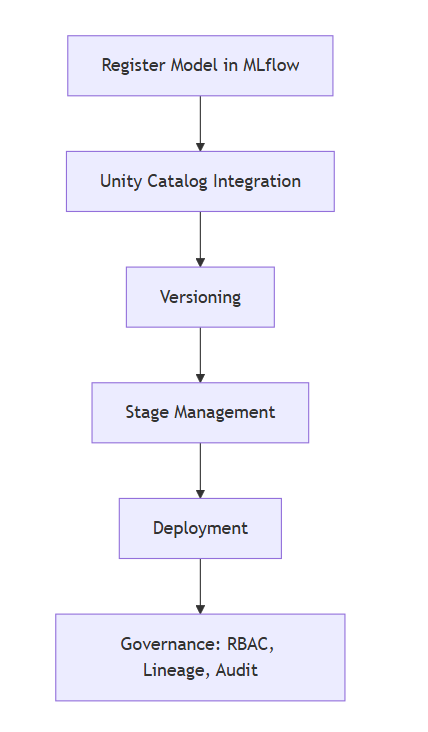 Register Model in MLflow
Unity Catalog Integration
Versioning
Stage Management
Deployment
Governance: RBAC,
Lineage, Audit